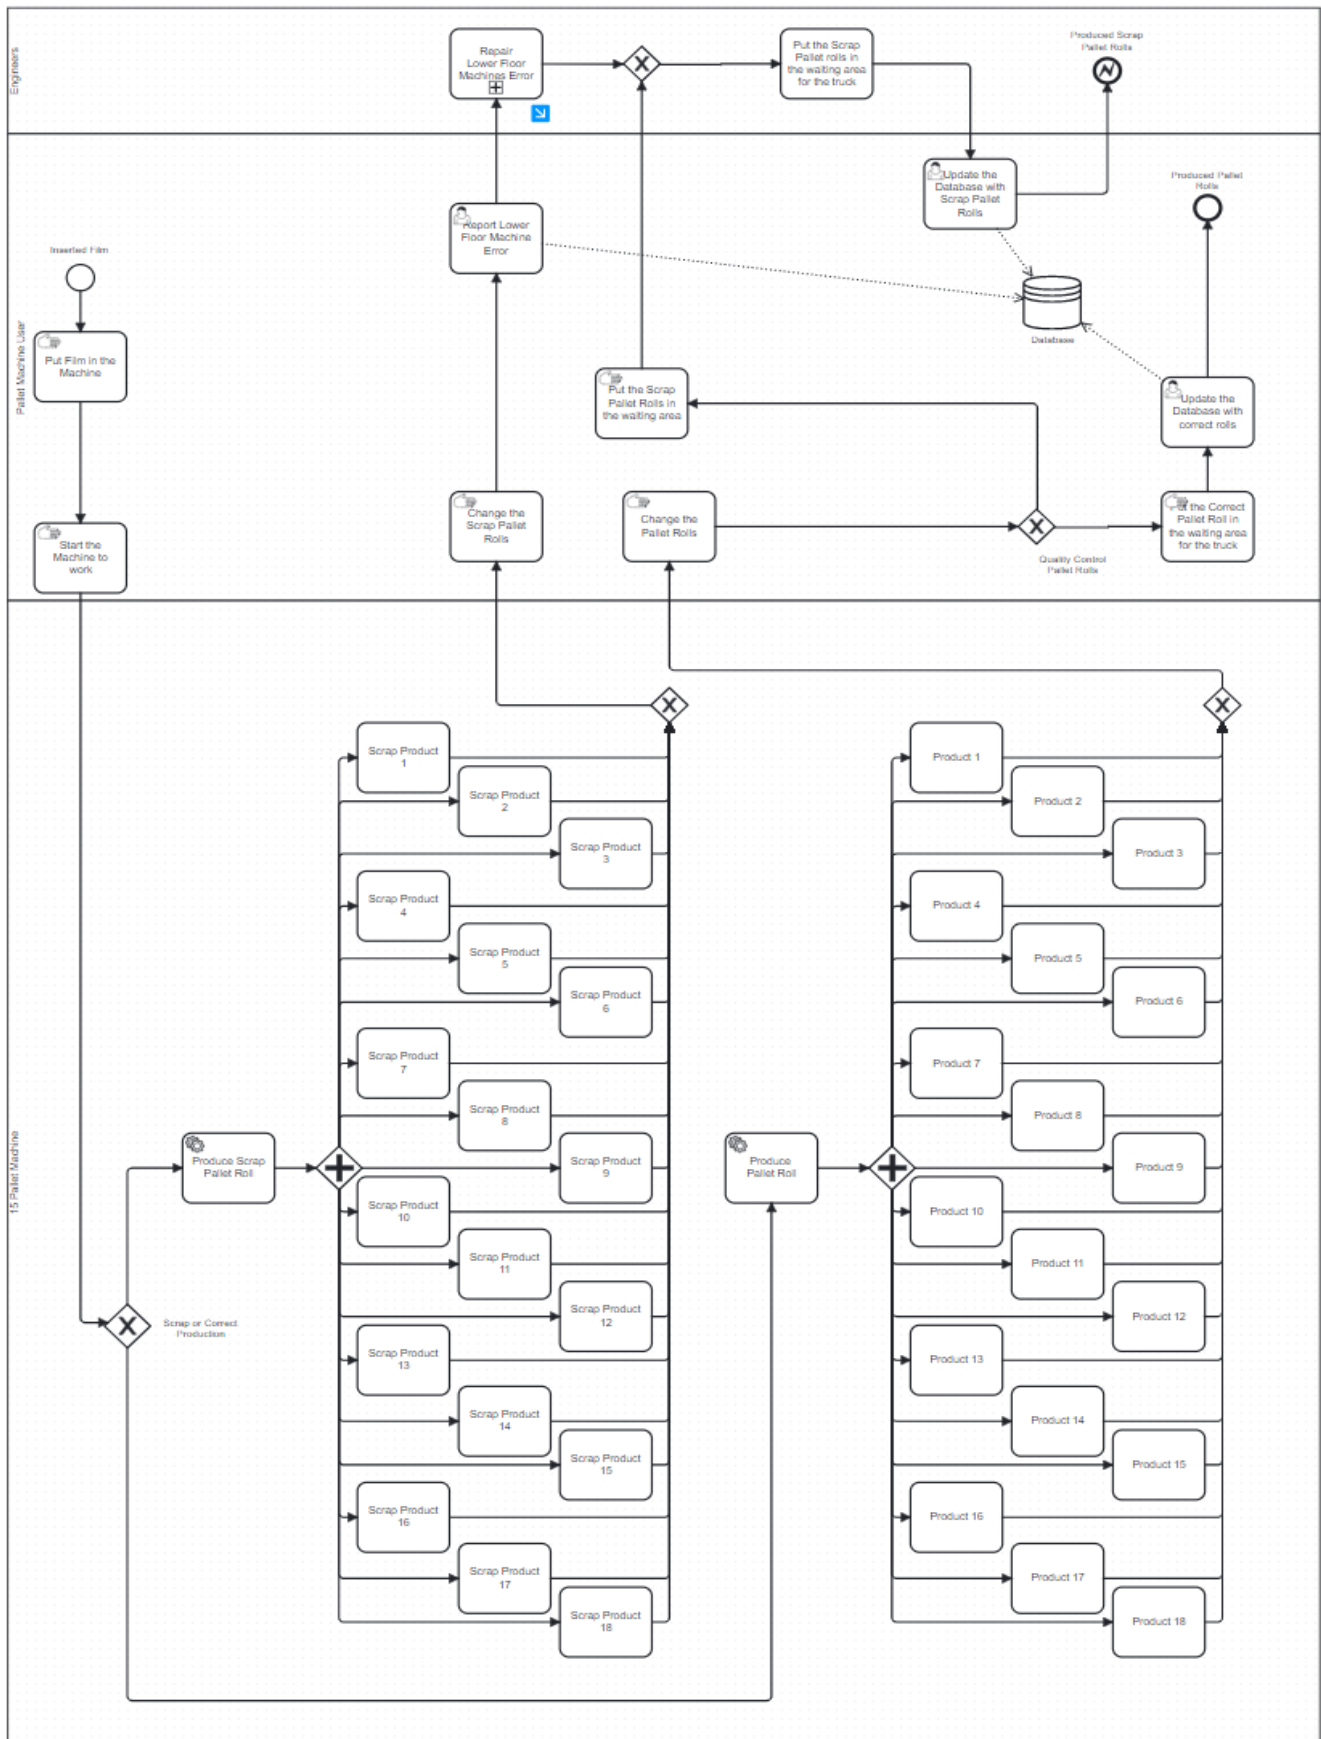 Engineers
Repair
Lower Floor
Machines Error
Put the Scrap
Pallet rolls in
the waiting area
for the truck
Produced Scrap
Pallet Rolls
Pallet Machine User
Inserted Film
Put Film in the
Machine
Start the
Machine to
work
Report Lower
Floor Machine
Error
Update the
Database with
Scrap Pallet
Rolls
Produced Pallet
Rolls
Database
Put the Scrap
Pallet Rolls in
the waiting area
Update the
Database with
correct rolls
Change the
Scrap Pallet
Rolls
Change the
Pallet Rolls
Quality Control
Pallet Rolls
the Correct
Pallet Roll in
the waiting area
for the truck
15 Pallet Machine
Scrap or Correct
Production
Produce Scrap
Pallet Roll
Scrap Product
1
Scrap Product
2
Scrap Product
3
Scrap Product
4
Scrap Product
5
Scrap Product
6
Scrap Product
7
Scrap Product
8
Scrap Product
9
Scrap Product
10
Scrap Product
11
Scrap Product
12
Scrap Product
13
Scrap Product
14
Scrap Product
15
Scrap Product
16
Scrap Product
17
Scrap Product
18
Produce
Pallet Roll
Product 1
Product 2
Product 3
Product 4
Product 5
Product 6
Product 7
Product 8
Product 9
Product 10
Product 11
Product 12
Product 13
Product 14
Product 15
Product 16
Product 17
Product 18